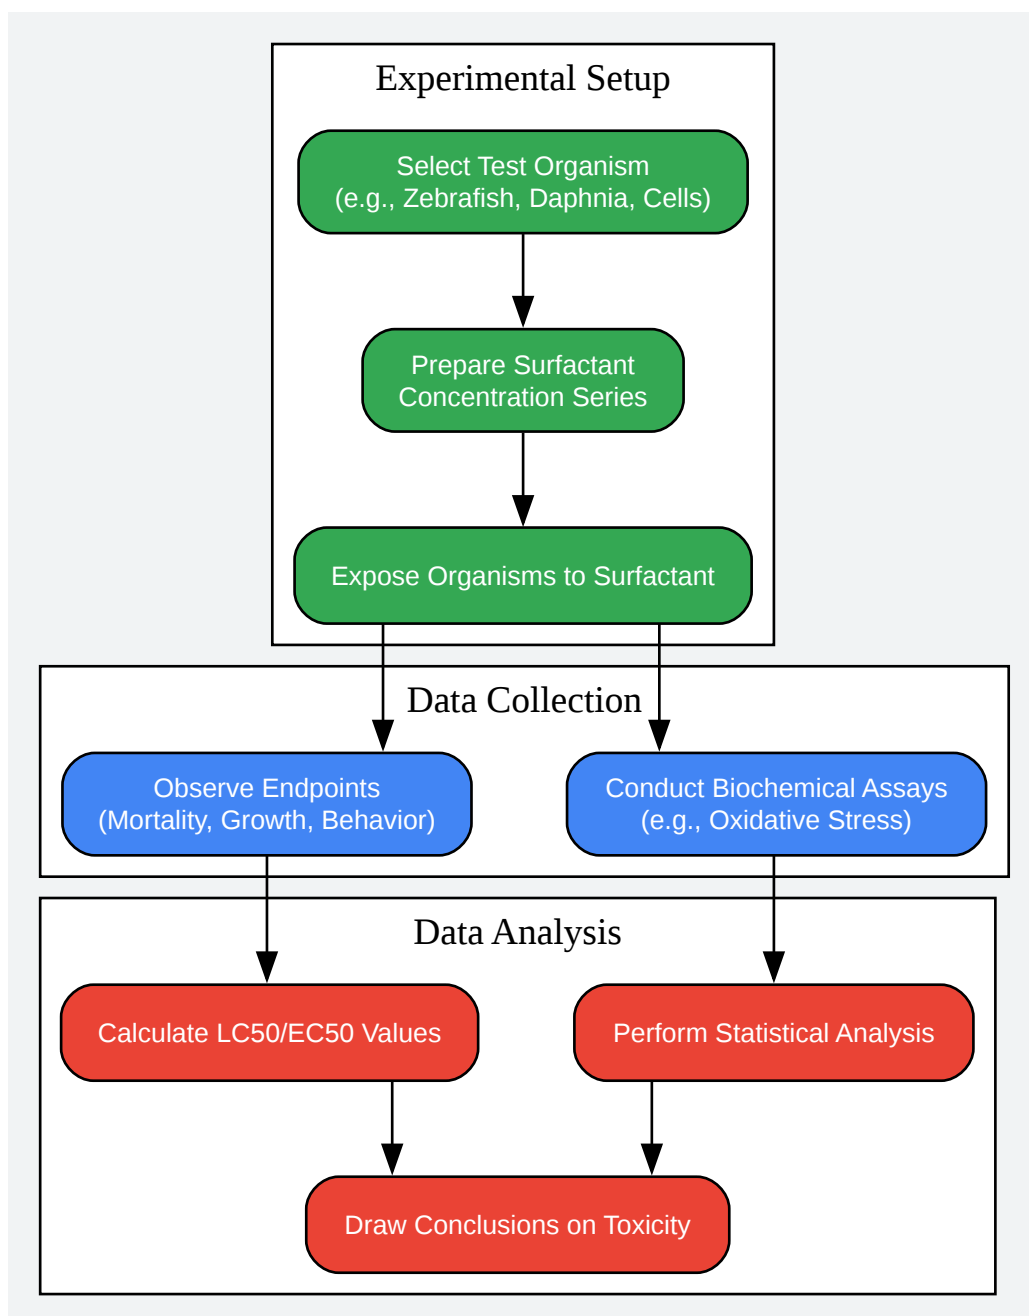 Experimental Setup
Select Test Organism
(e.g., Zebrafish, Daphnia, Cells)
Prepare Surfactant
Concentration Series
Expose Organisms to Surfactant
Data Collection
Observe Endpoints
(Mortality, Growth, Behavior)
Conduct Biochemical Assays
(e.g., Oxidative Stress)
Data Analysis
Calculate LC50/EC50 Values
Perform Statistical Analysis
Draw Conclusions on Toxicity